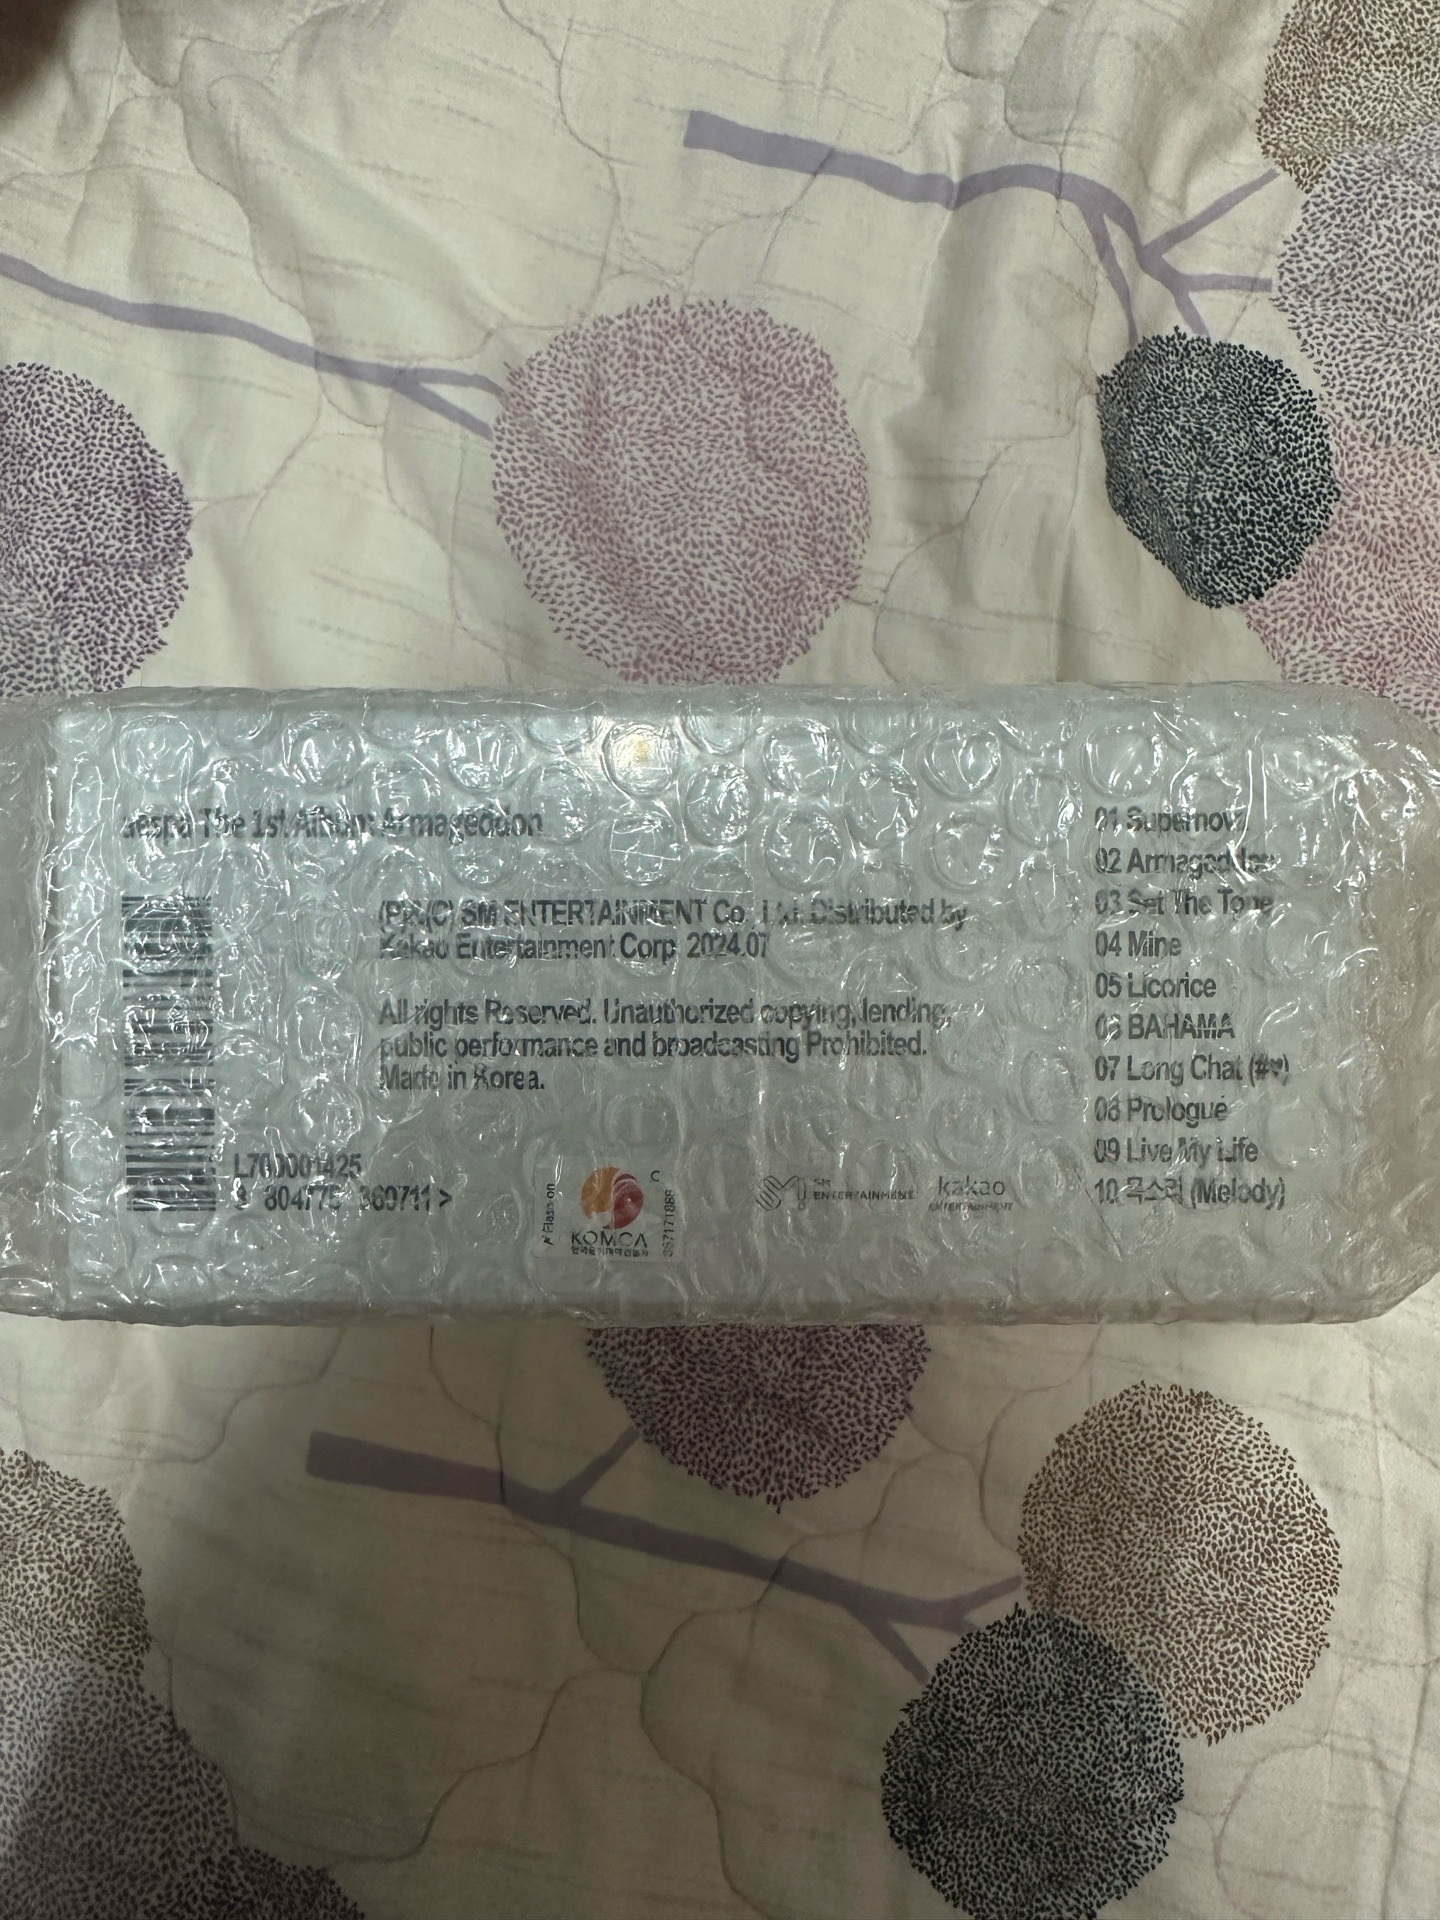 aespa The 1st Album Armageddon
(P)&(C) SM ENTERTAINMENT Co., Ltd. Distributed by
Kakao Entertainment Corp. 2024.07
All rights Reserved. Unauthorized copying, lending,
public performance and broadcasting Prohibited.
Made in Korea.
L700001425
8 804775 369711 >
KOMCA
SM
ENTERTAINMENT
kakao
ENTERTAINMENT
01 Supernova
02 Armageddon
03 Set The Tone
04 Mine
05 Licorice
06 BAHAMA
07 Long Chat (#♥)
08 Prologue
09 Live My Life
10 목소리 (Melody)